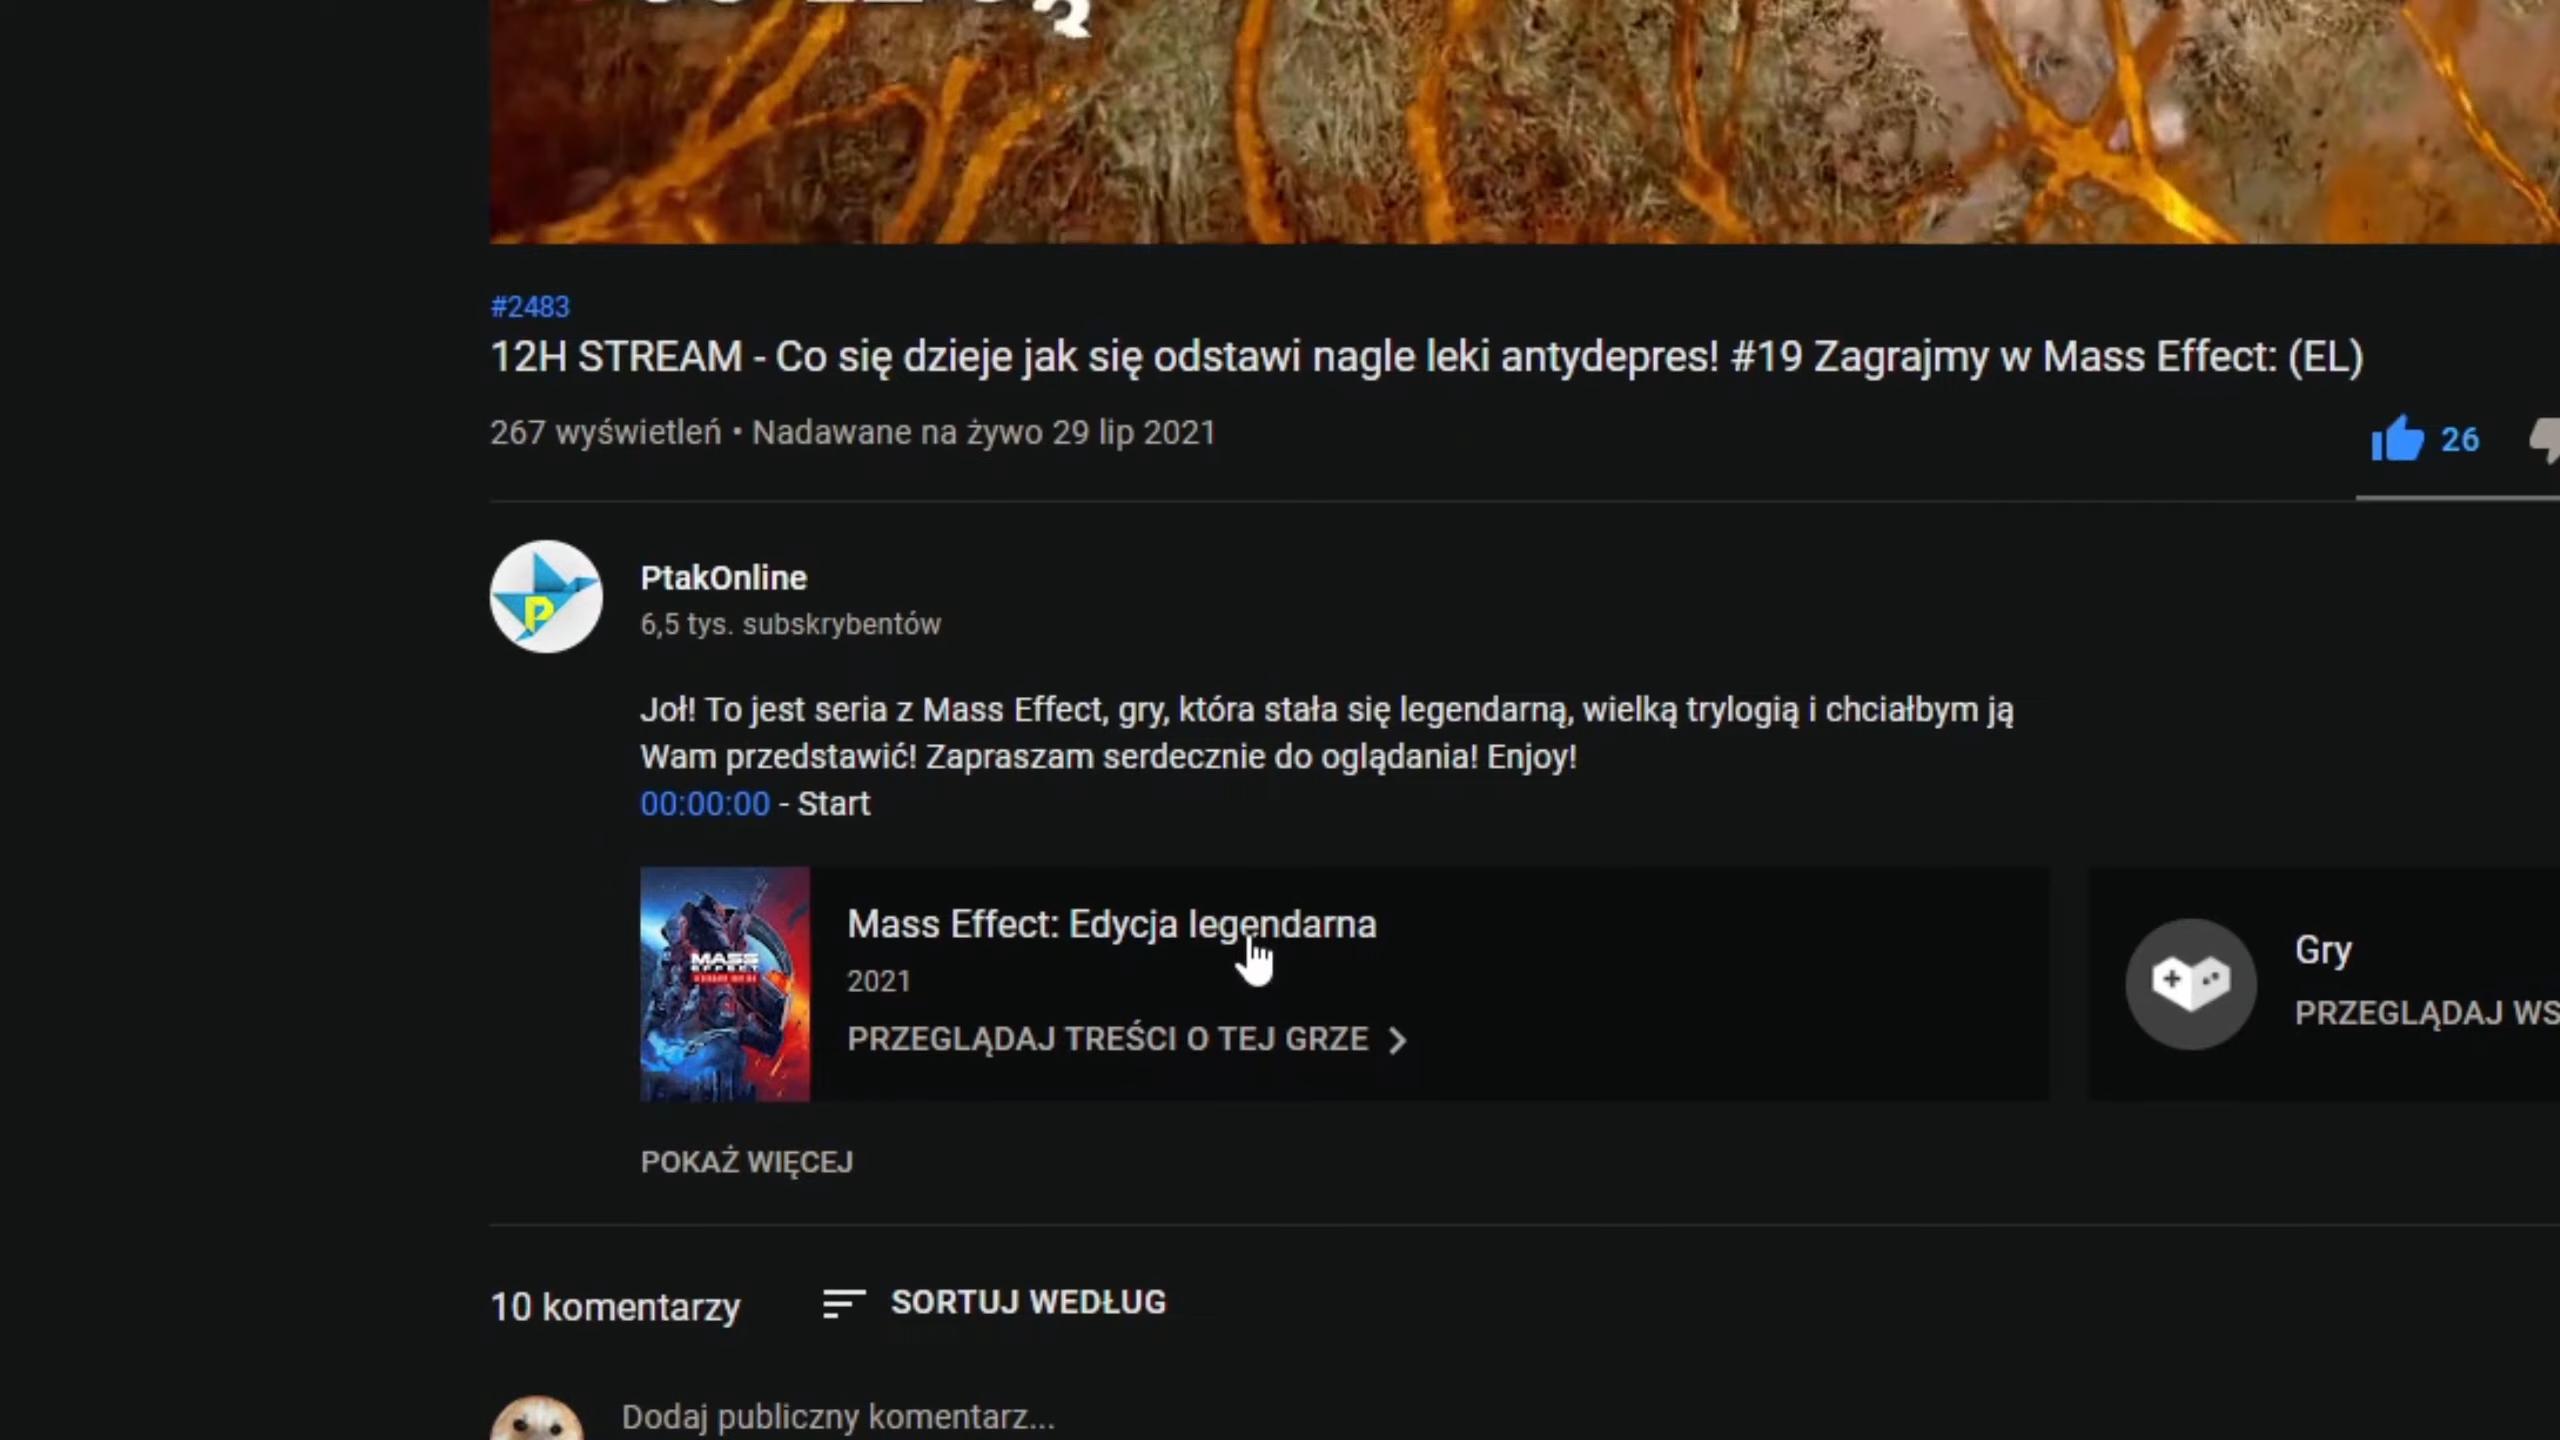 #2483
12H STREAM - Co się dzieje jak się odstawi nagle leki antydepres! #19 Zagrajmy w Mass Effect: (EL)
267 wyświetleń • Nadawane na żywo 29 lip 2021
26
P
PtakOnline
6,5 tys. subskrybentów
Joł! To jest seria z Mass Effect, gry, która stała się legendarną, wielką trylogią i chciałbym ją
Wam przedstawić! Zapraszam serdecznie do oglądania! Enjoy!
00:00:00 - Start
MASS
EFFECT
Mass Effect: Edycja legendarna
2021
PRZEGLĄDAJ TREŚCI O TEJ GRZE
Gry
PRZEGLĄDAJ WS
POKAŻ WIĘCEJ
10 komentarzy
SORTUJ WEDŁUG
Dodaj publiczny komentarz...